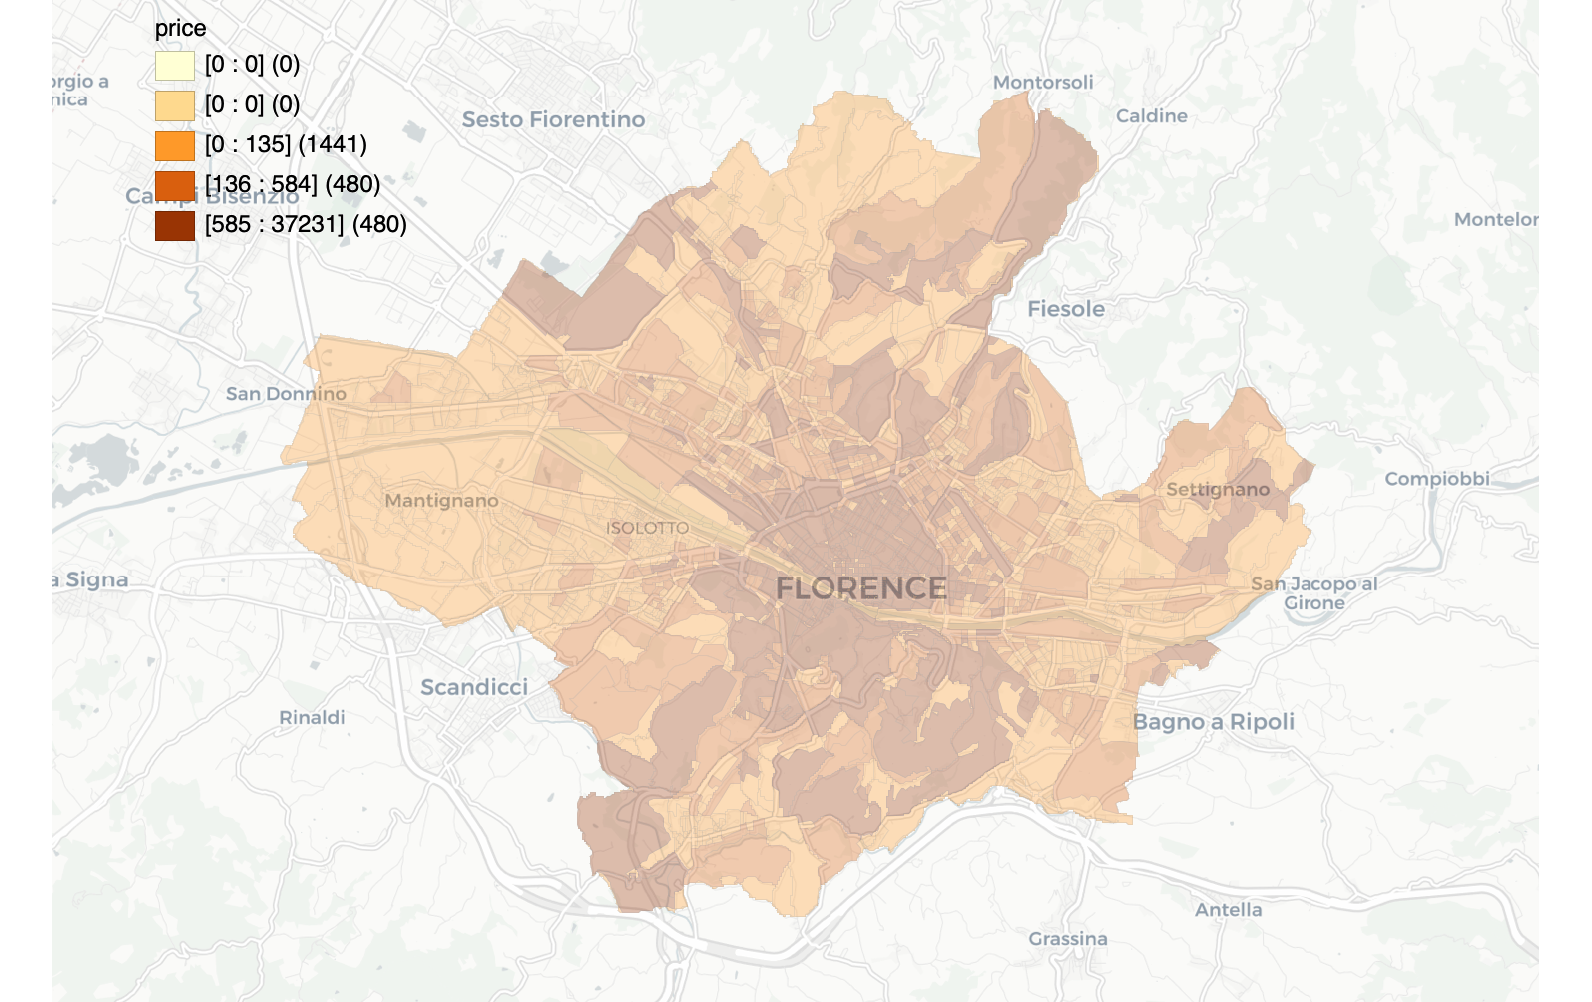 price
[0 : 0] (0)
[0 : 0] (0)
[0 : 135] (1441)
[136 : 584] (480)
[585 : 37231] (480)
Montorsoli
Caldine
Sesto Fiorentino
Campi Bisenzio
Montelor
Fiesole
San Donnino
Mantignano
ISOLOTTO
Settignano
Compiobbi
a Signa
FLORENCE
San Jacopo al
Girone
Scandicci
Rinaldi
Bagno a Ripoli
Antella
Grassina